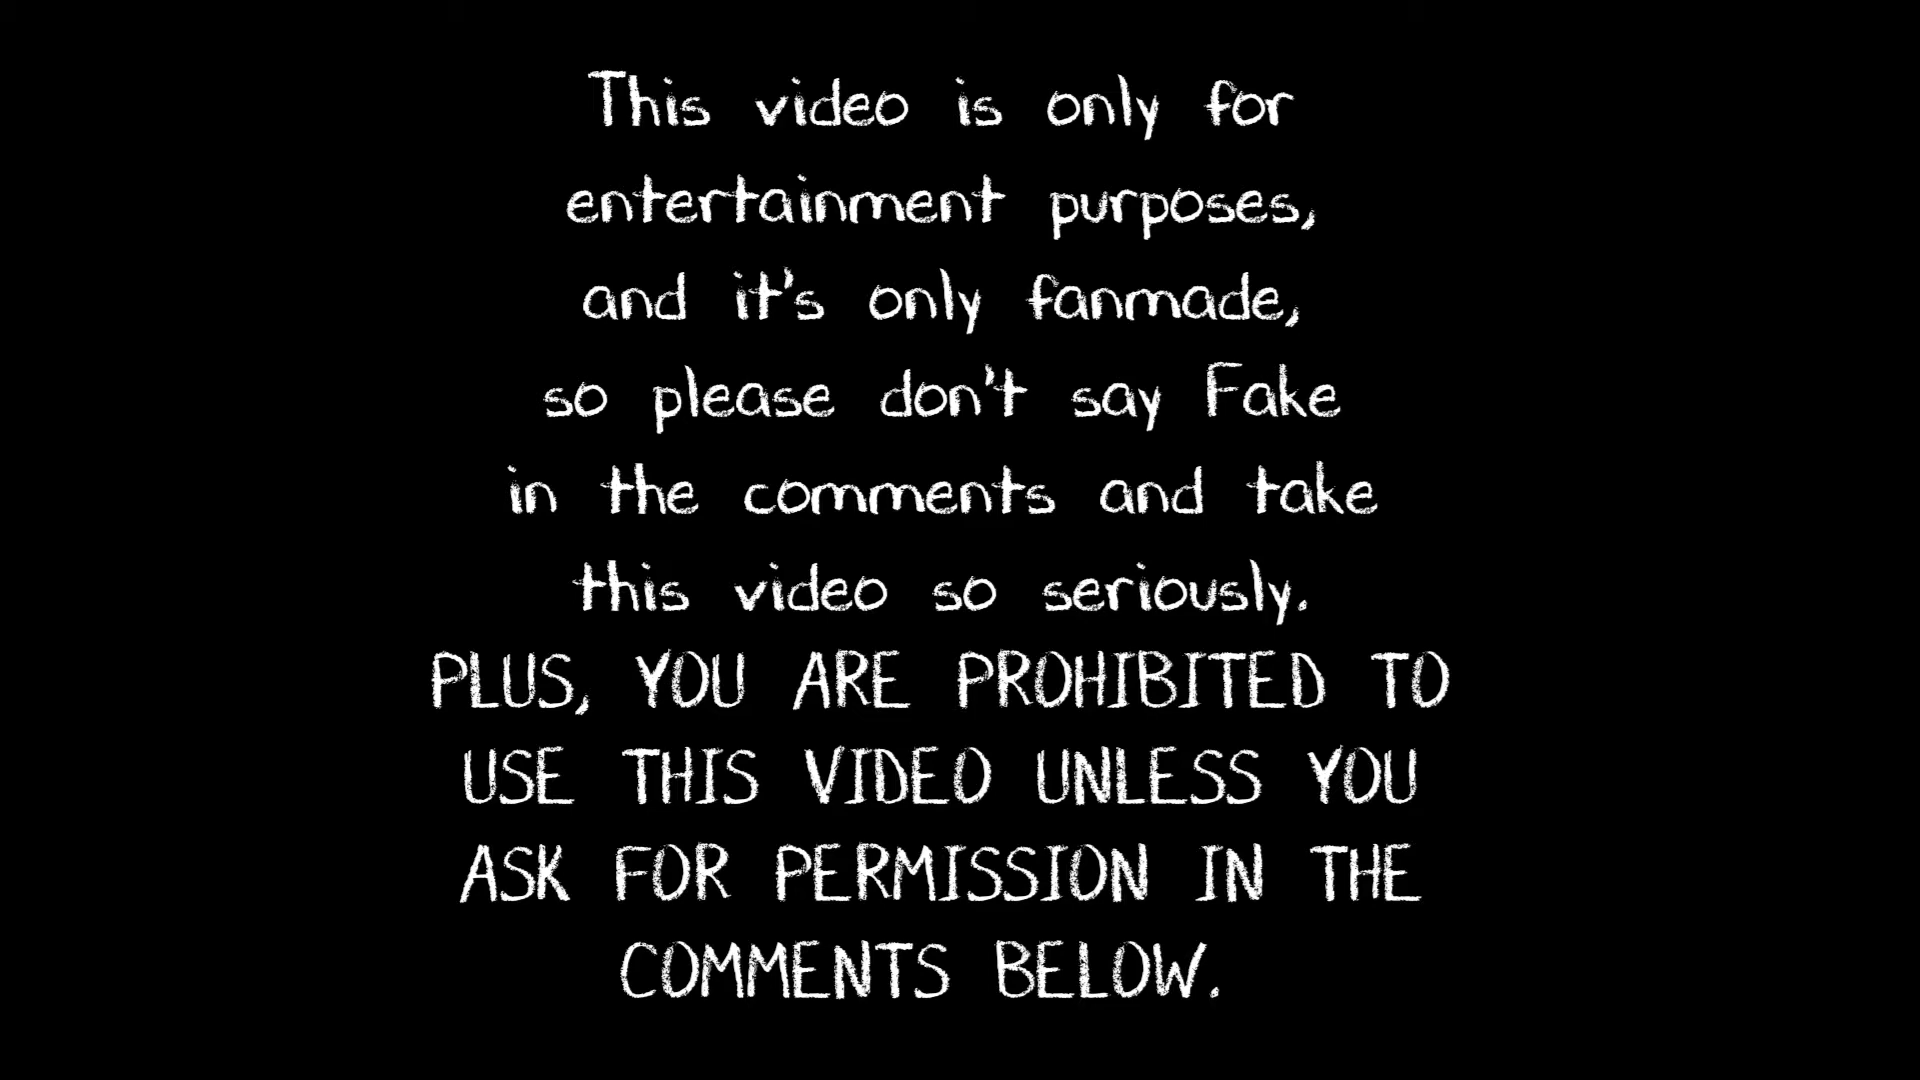 This video is only for
entertainment purposes,
and it's only fanmade,
so please don't say Fake
in the comments and take
this video so seriously.
PLUS, YOU ARE PROHIBITED TO
USE THIS VIDEO UNLESS YOU
ASK FOR PERMISSION IN THE
COMMENTS BELOW.